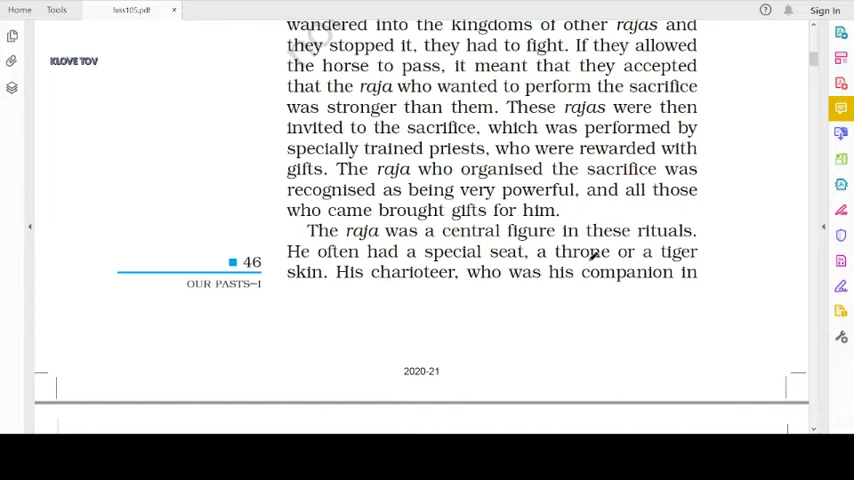 Home Tools fess105.pdf × Sign In
KLOVE TOV
wandered into the kingdoms of other rajas and
they stopped it, they had to fight. If they allowed
the horse to pass, it meant that they accepted
that the raja who wanted to perform the sacrifice
was stronger than them. These rajas were then
invited to the sacrifice, which was performed by
specially trained priests, who were rewarded with
gifts. The raja who organised the sacrifice was
recognised as being very powerful, and all those
who came brought gifts for him.
The raja was a central figure in these rituals.
He often had a special seat, a throne or a tiger
skin. His charioteer, who was his companion in
46
OUR PASTS–I
2020-21